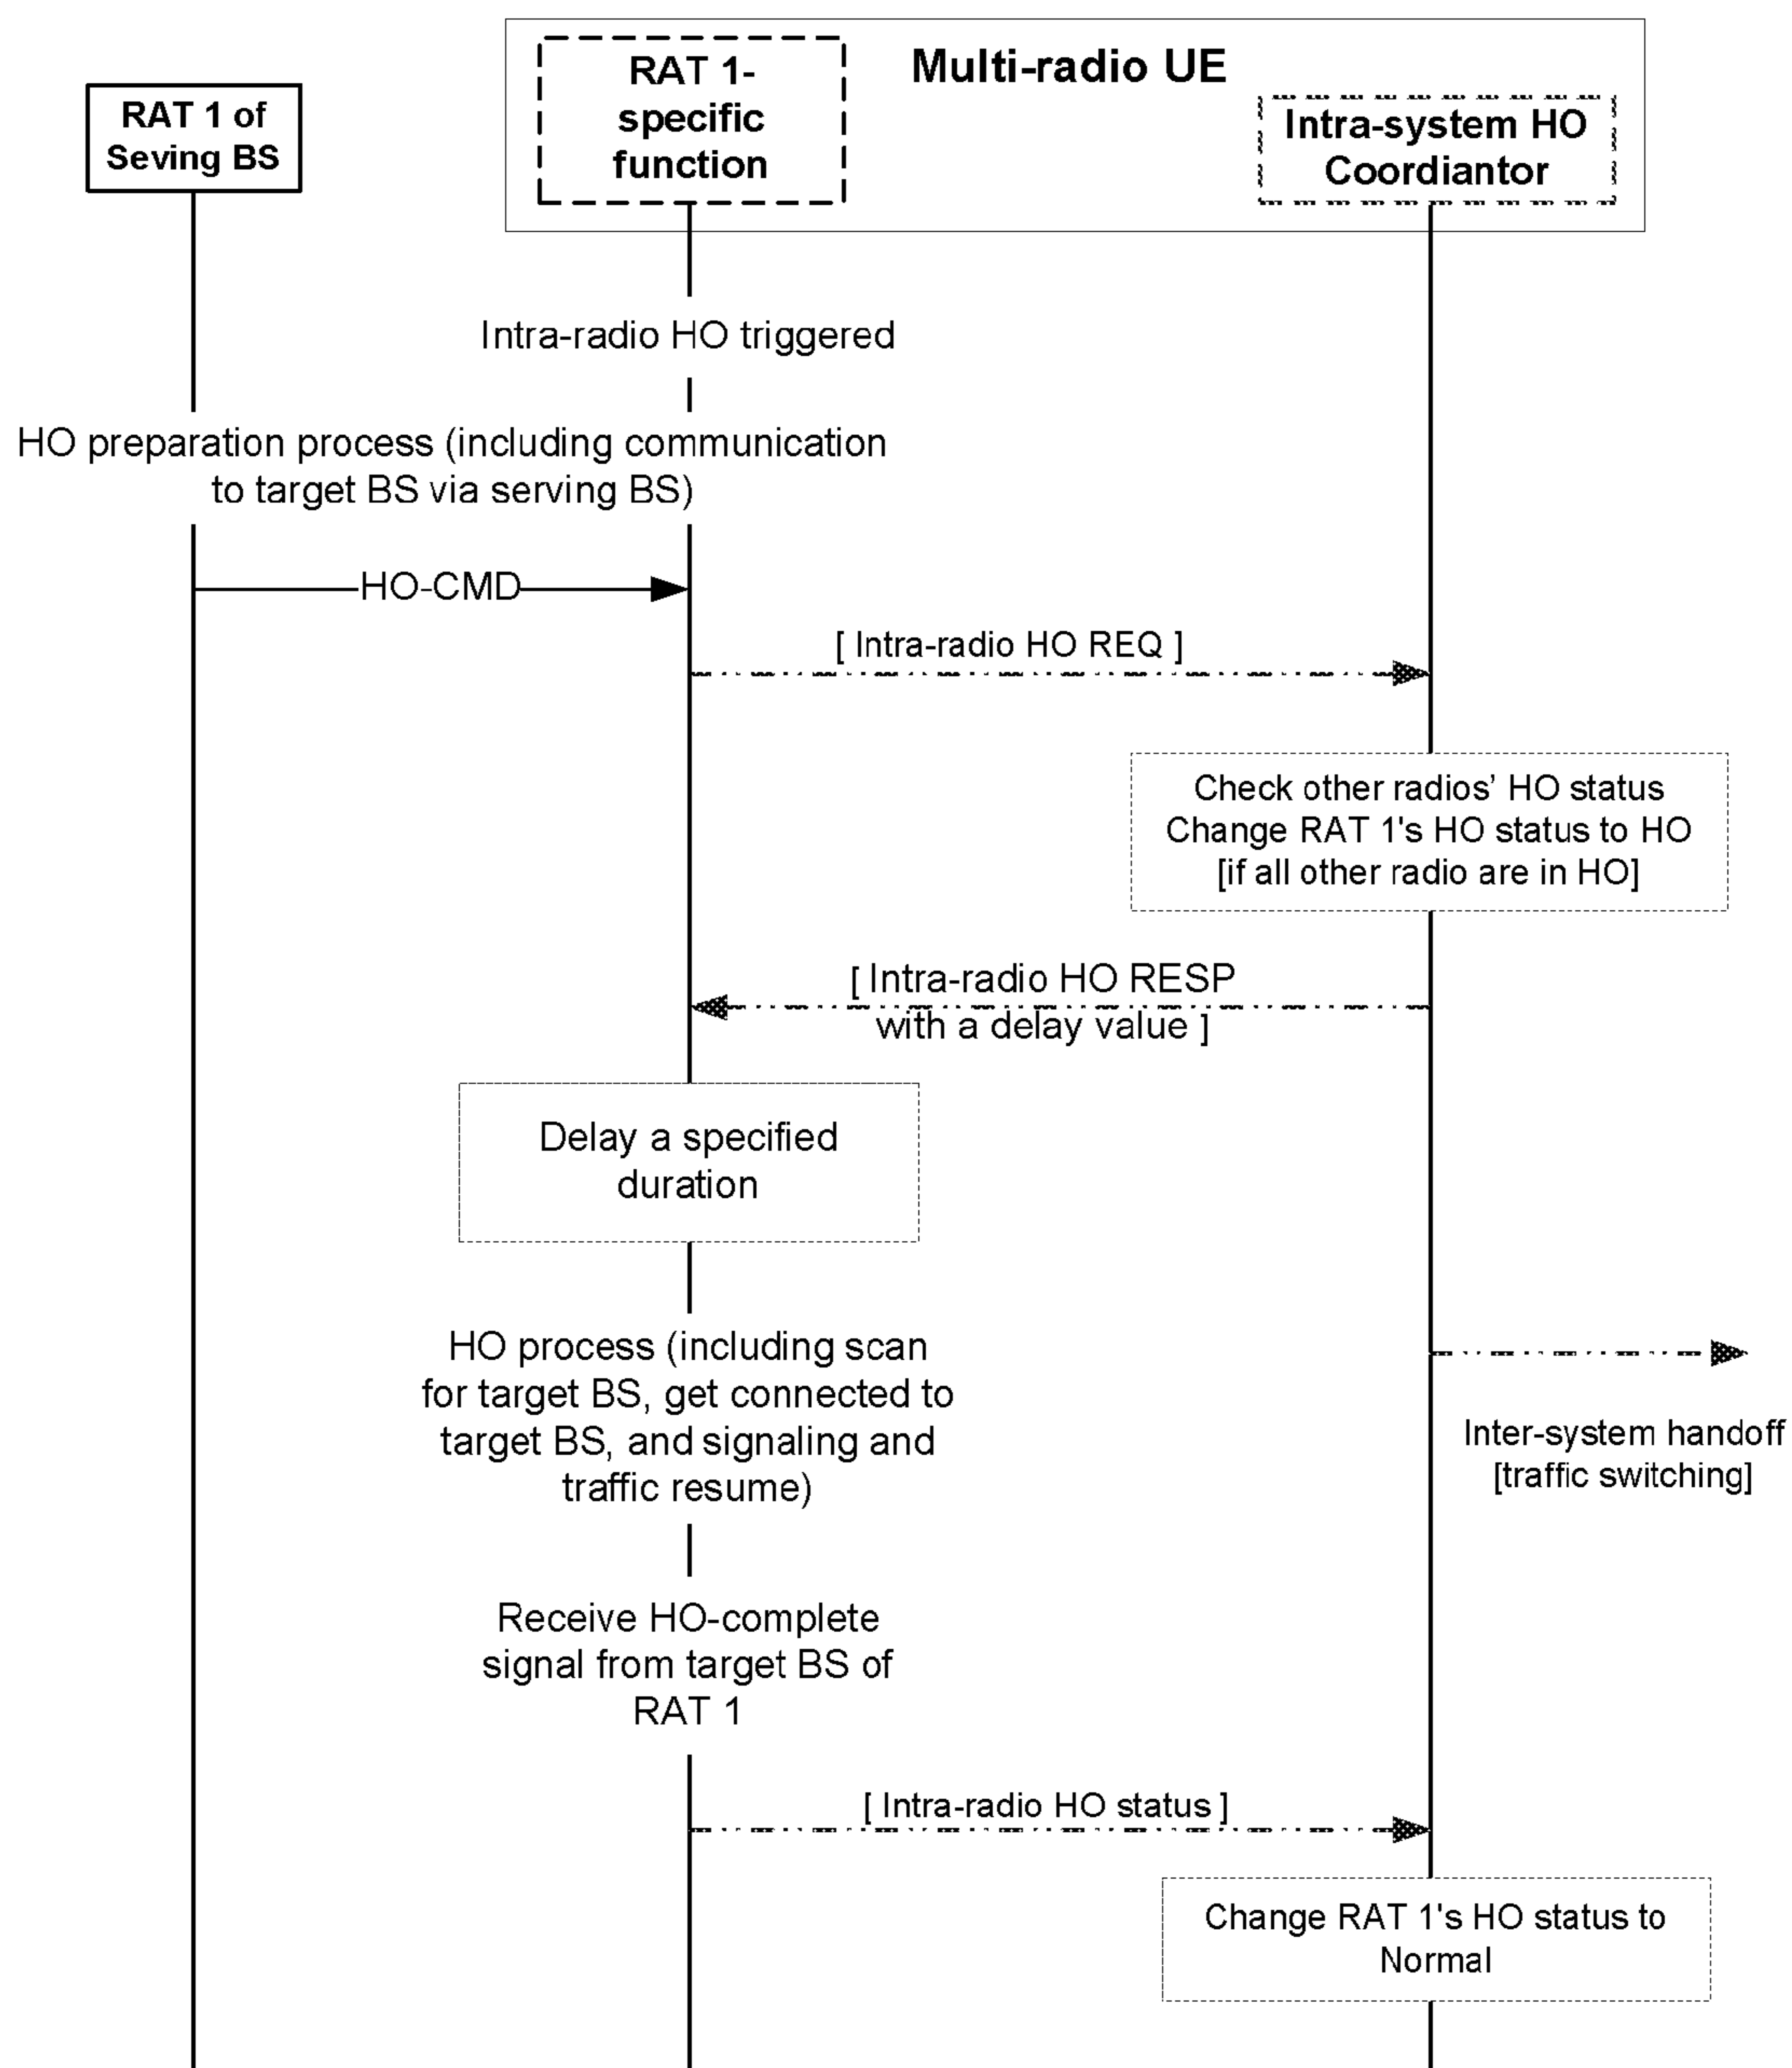 Multi-radio UE
RAT 1 of
Seving BS
RAT 1-
specific
function
Intra-system HO
Coordiantor
Intra-radio HO triggered
HO preparation process (including communication
to target BS via serving BS)
HO-CMD
[ Intra-radio HO REQ ]
Check other radios’ HO status
Change RAT 1's HO status to HO
[if all other radio are in HO]
[ Intra-radio HO RESP
with a delay value ]
Delay a specified
duration
HO process (including scan
for target BS, get connected to
target BS, and signaling and
traffic resume)
Inter-system handoff
[traffic switching]
Receive HO-complete
signal from target BS of
RAT 1
[ Intra-radio HO status ]
Change RAT 1's HO status to
Normal